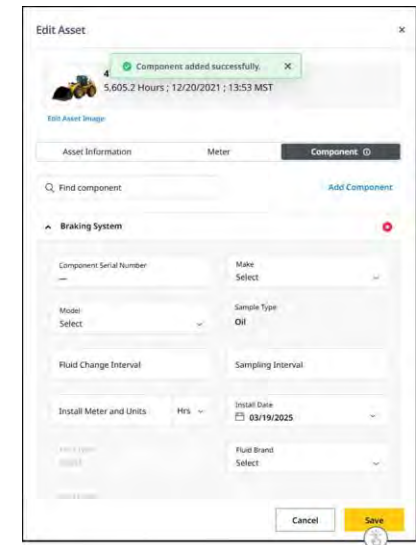 Edit Asset
Component added successfully.
4
5,605.2 Hours ; 12/20/2021 ; 13:53 MST
Edit Asset Image
Asset Information Meter Component
Find component Add Component
Braking System
Component Serial Number Make
— Select
Model Sample Type
Select Oil
Fluid Change Interval Sampling Interval
Install Meter and Units Hrs Install Date
03/19/2025
Fluid Brand
Select
Cancel Save